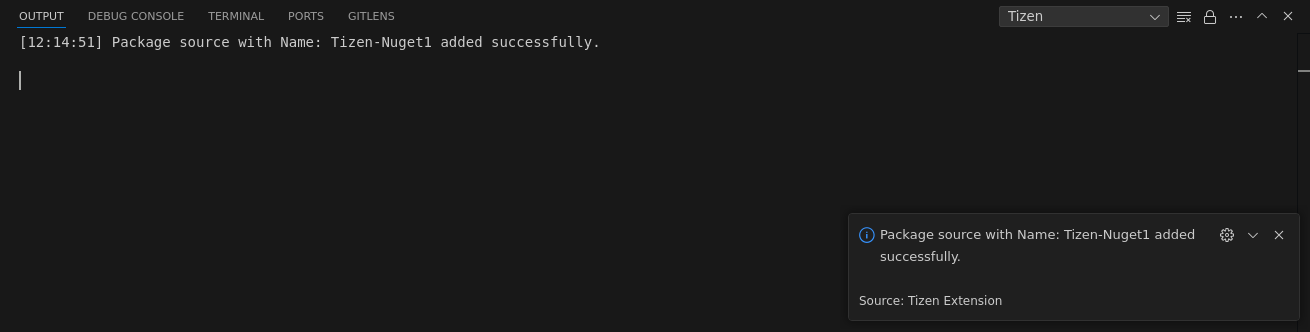 OUTPUT DEBUG CONSOLE TERMINAL PORTS GITLENS Tizen
[12:14:51] Package source with Name: Tizen-Nuget1 added successfully.
Package source with Name: Tizen-Nuget1 added
successfully.
Source: Tizen Extension